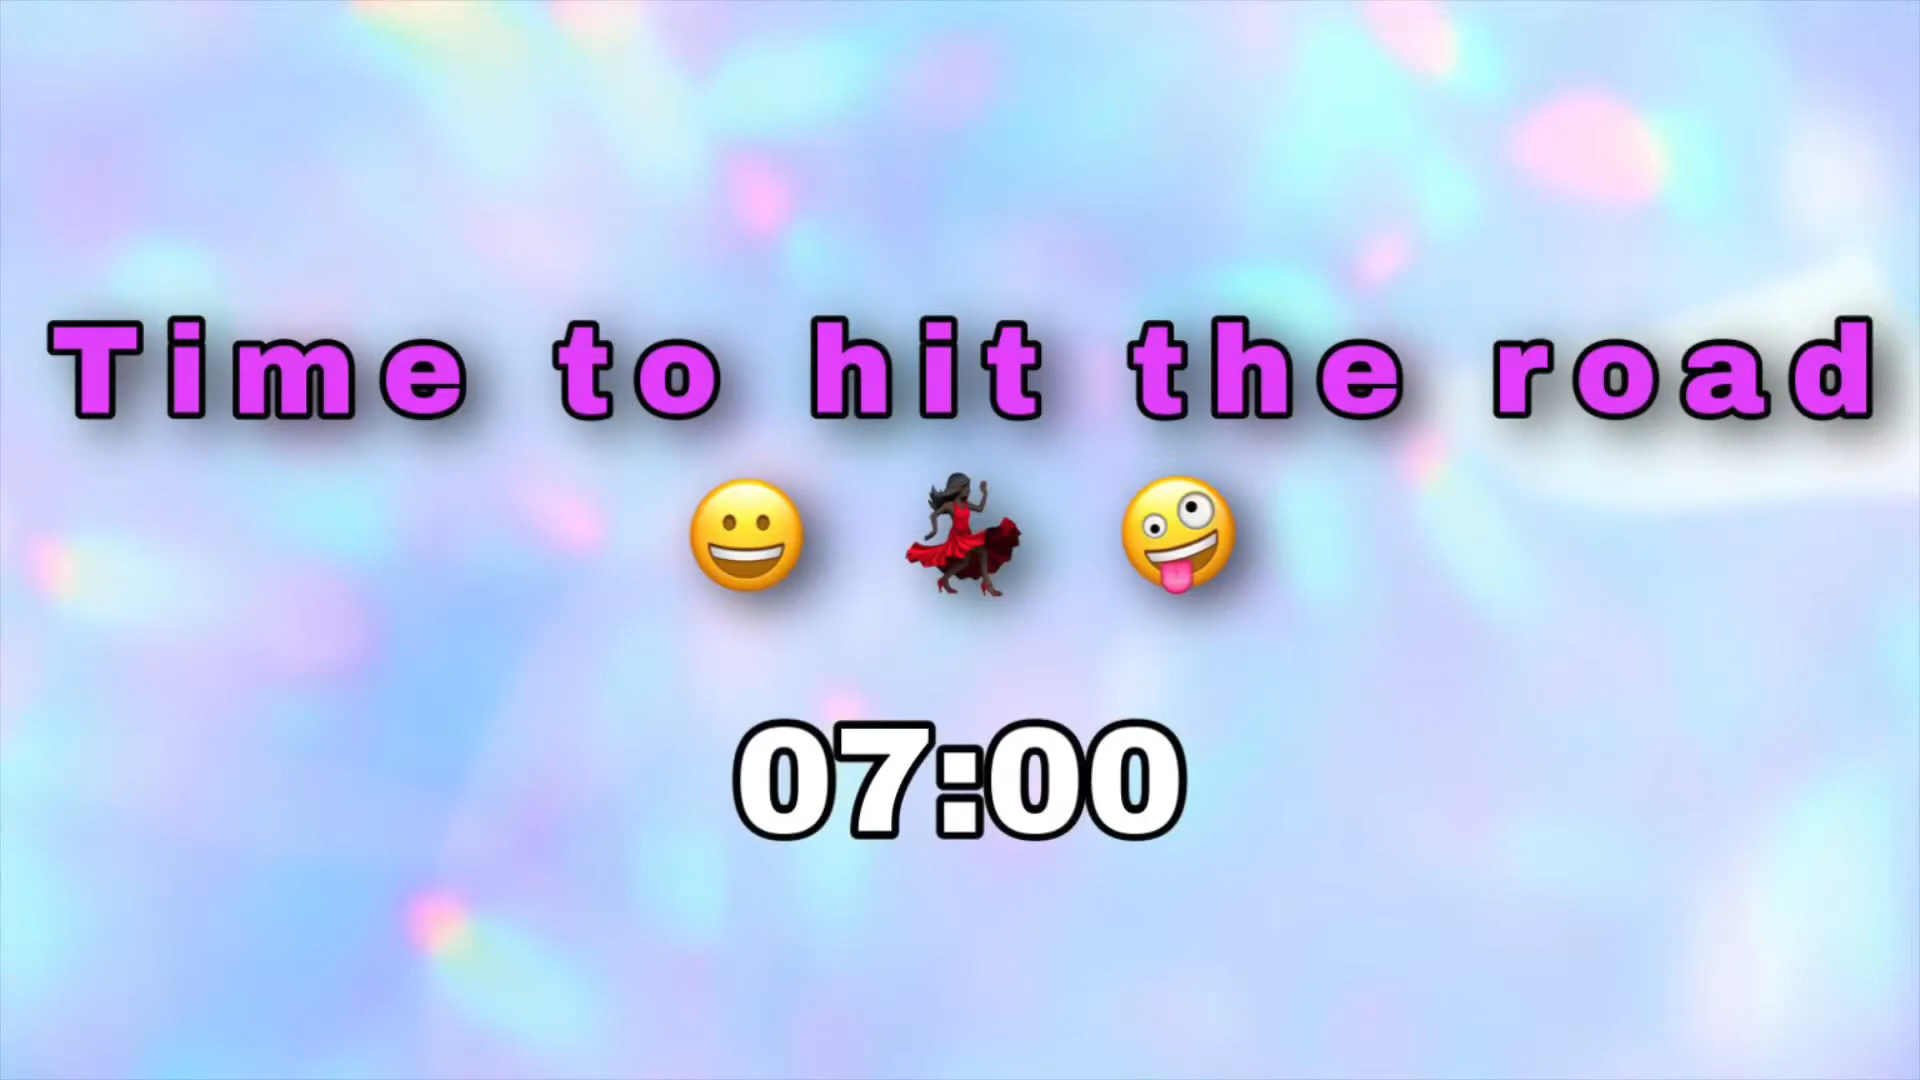 Time to hit the road
😀 💃🏿 🤪
07:00